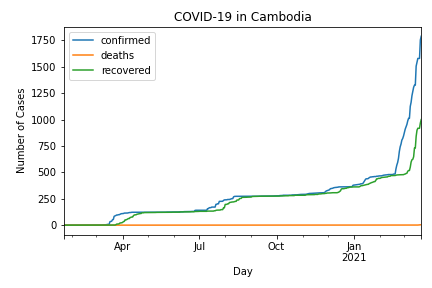 COVID-19 in Cambodia
confirmed
deaths
recovered
1750
1500
1250
1000
750
500
250
0
Number of Cases
Apr
Jul
Oct
Jan
2021
Day